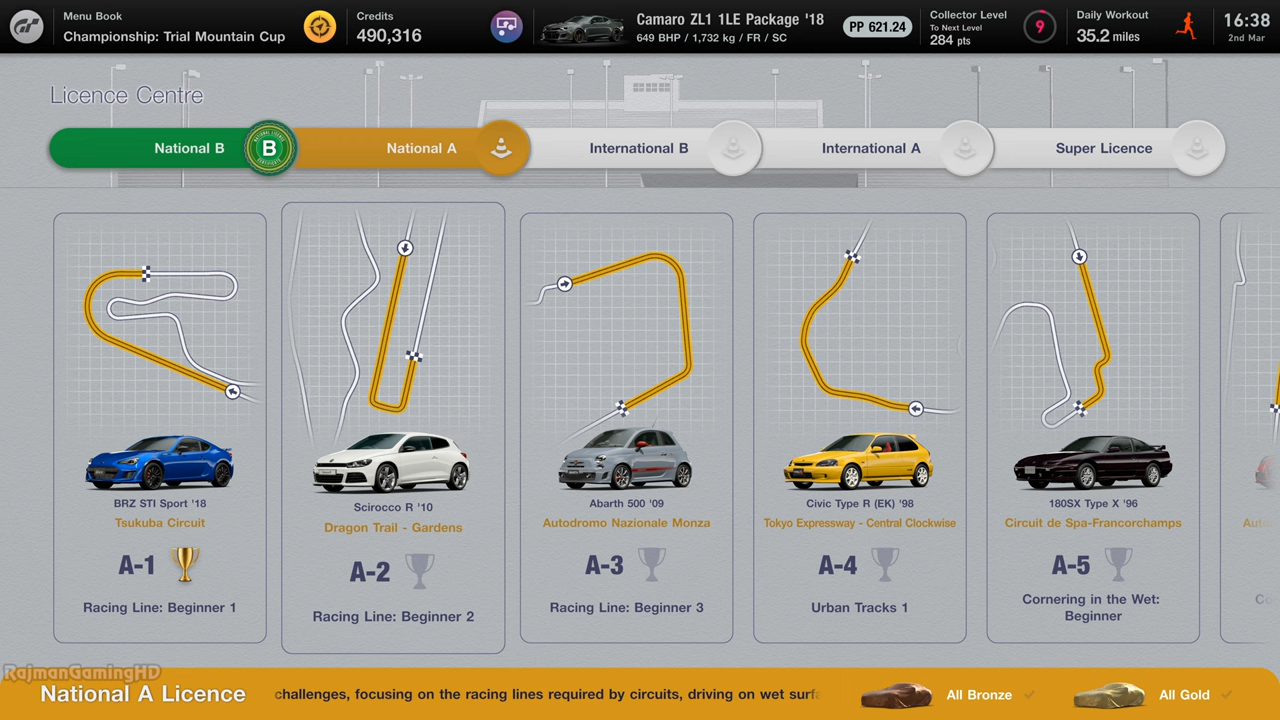 Menu Book
Championship: Trial Mountain Cup
Credits
490,316
Camaro ZL1 1LE Package '18
649 BHP / 1,732 kg / FR / SC
PP 621.24
Collector Level
To Next Level
284 pts
9
Daily Workout
35.2 miles
16:38
2nd Mar
Licence Centre
National B
B
National A
International B
International A
Super Licence
BRZ STI Sport '18
Tsukuba Circuit
A-1
Racing Line: Beginner 1
Scirocco R '10
Dragon Trail - Gardens
A-2
Racing Line: Beginner 2
Abarth 500 '09
Autodromo Nazionale Monza
A-3
Racing Line: Beginner 3
Civic Type R (EK) '98
Tokyo Expressway - Central Clockwise
A-4
Urban Tracks 1
180SX Type X '96
Circuit de Spa-Francorchamps
A-5
Cornering in the Wet:
Beginner
RajmanGamingHD
National A Licence
challenges, focusing on the racing lines required by circuits, driving on wet
All Bronze
All Gold